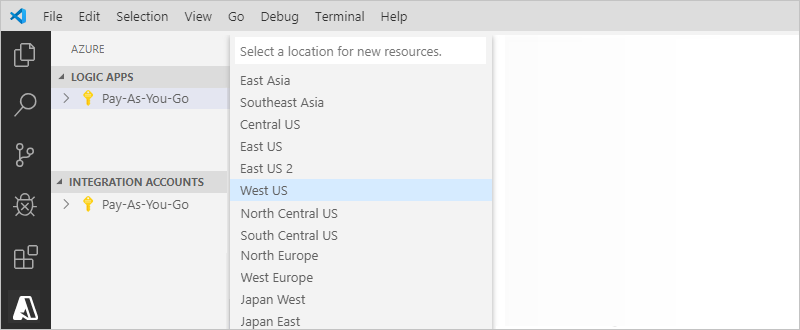 File Edit Selection View Go Debug Terminal Help
AZURE
LOGIC APPS
Pay-As-You-Go
INTEGRATION ACCOUNTS
Pay-As-You-Go
Select a location for new resources.
East Asia
Southeast Asia
Central US
East US
East US 2
West US
North Central US
South Central US
North Europe
West Europe
Japan West
Japan East